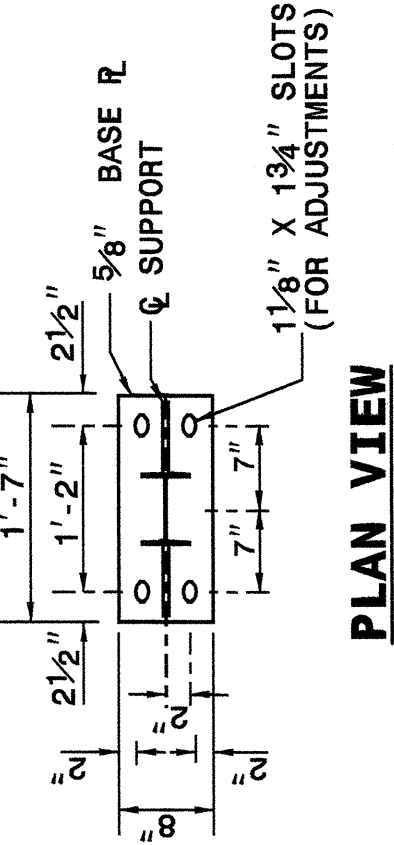 1'-7"
2½" 1'-2" 2½"
5/8" BASE ℙL
℄ SUPPORT
1⅛" X 1¾" SLOTS
(FOR ADJUSTMENTS)
7" 7"
2"
2"
2"
8"
PLAN VIEW